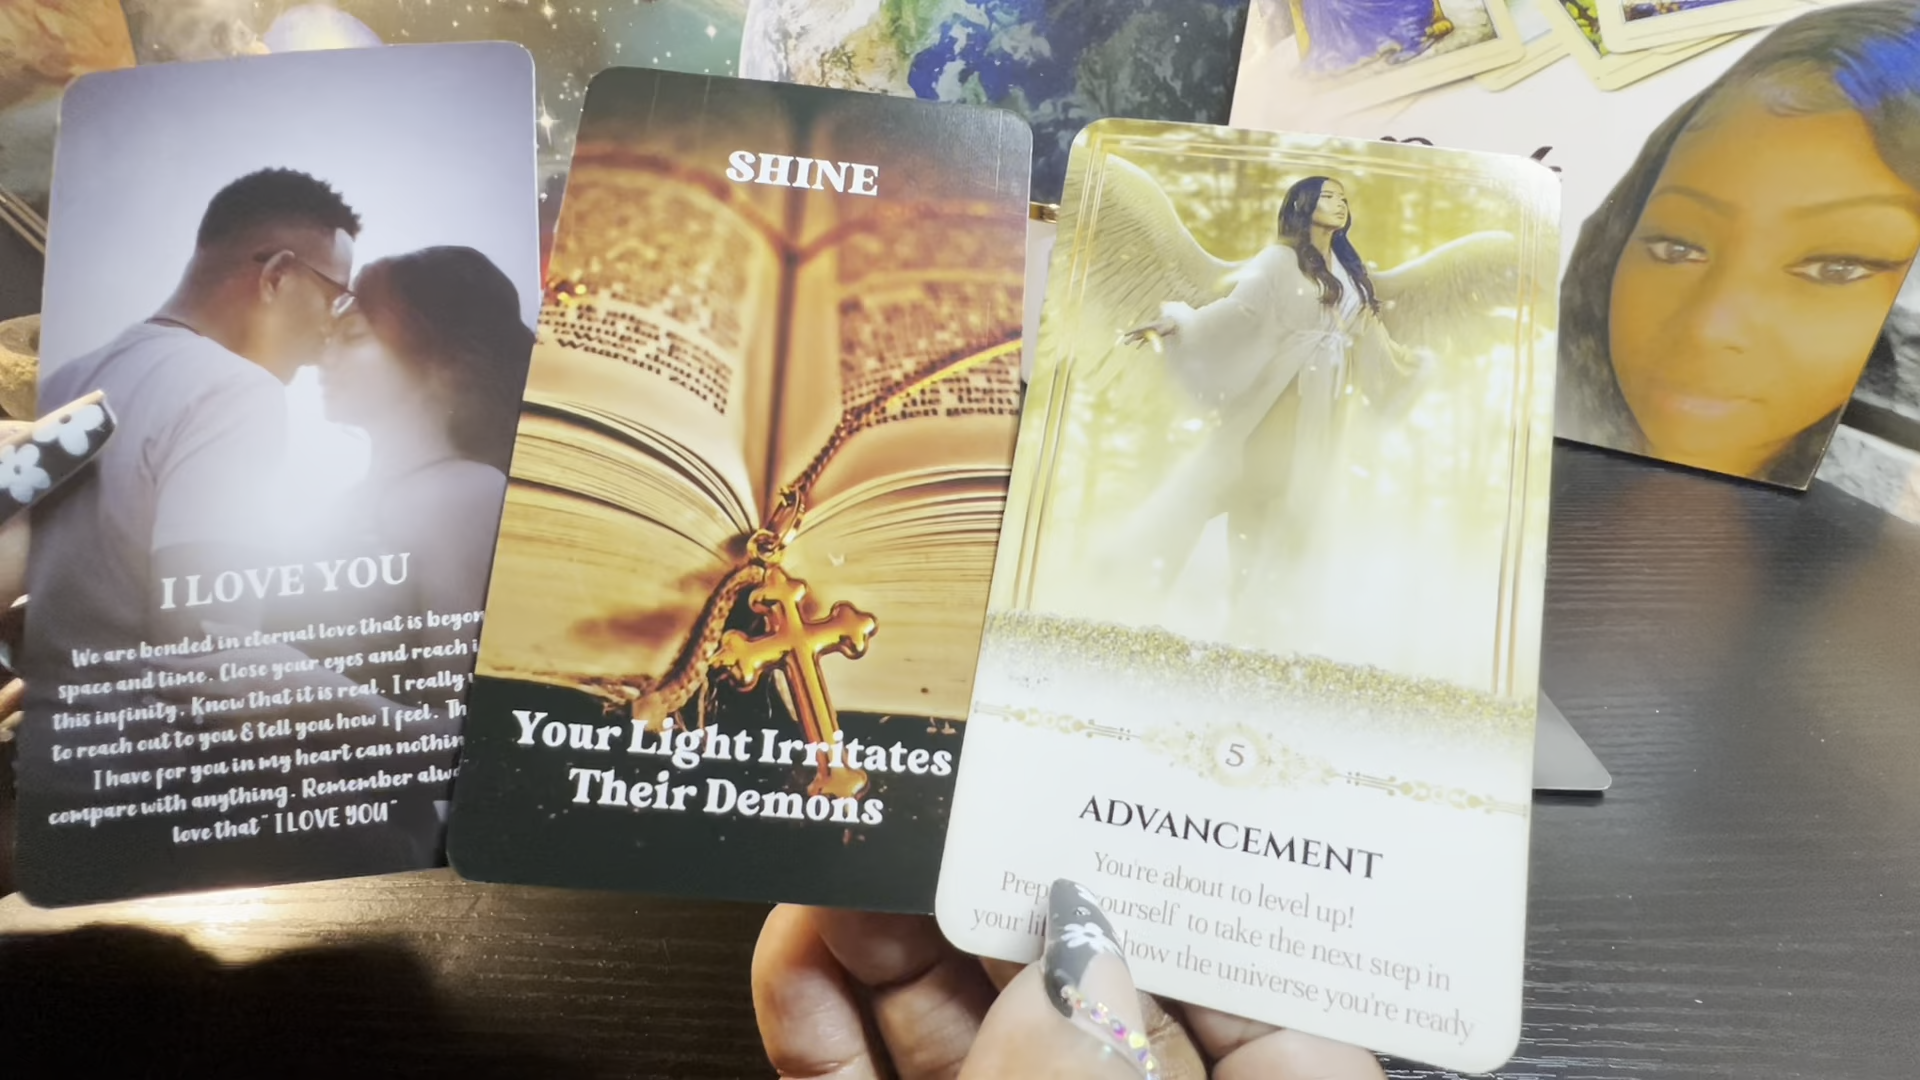 I LOVE YOU
We are bonded in eternal love that is beyon
space and time. Close your eyes and reach i
this infinity. Know that it is real. I really
to reach out to you & tell you how I feel. Th
I have for you in my heart can nothin
compare with anything. Remember alwa
love that " I LOVE YOU"
SHINE
Your Light Irritates
Their Demons
5
ADVANCEMENT
You're about to level up!
Prep ourself to take the next step in
your li how the universe you're ready